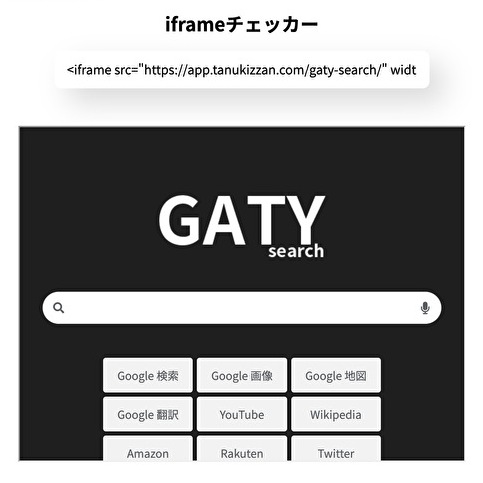 iframeチェッカー
<iframe src="https://app.tanukizzan.com/gaty-search/" widt
GATY
search
Google 検索 Google 画像 Google 地図
Google 翻訳 YouTube Wikipedia
Amazon Rakuten Twitter